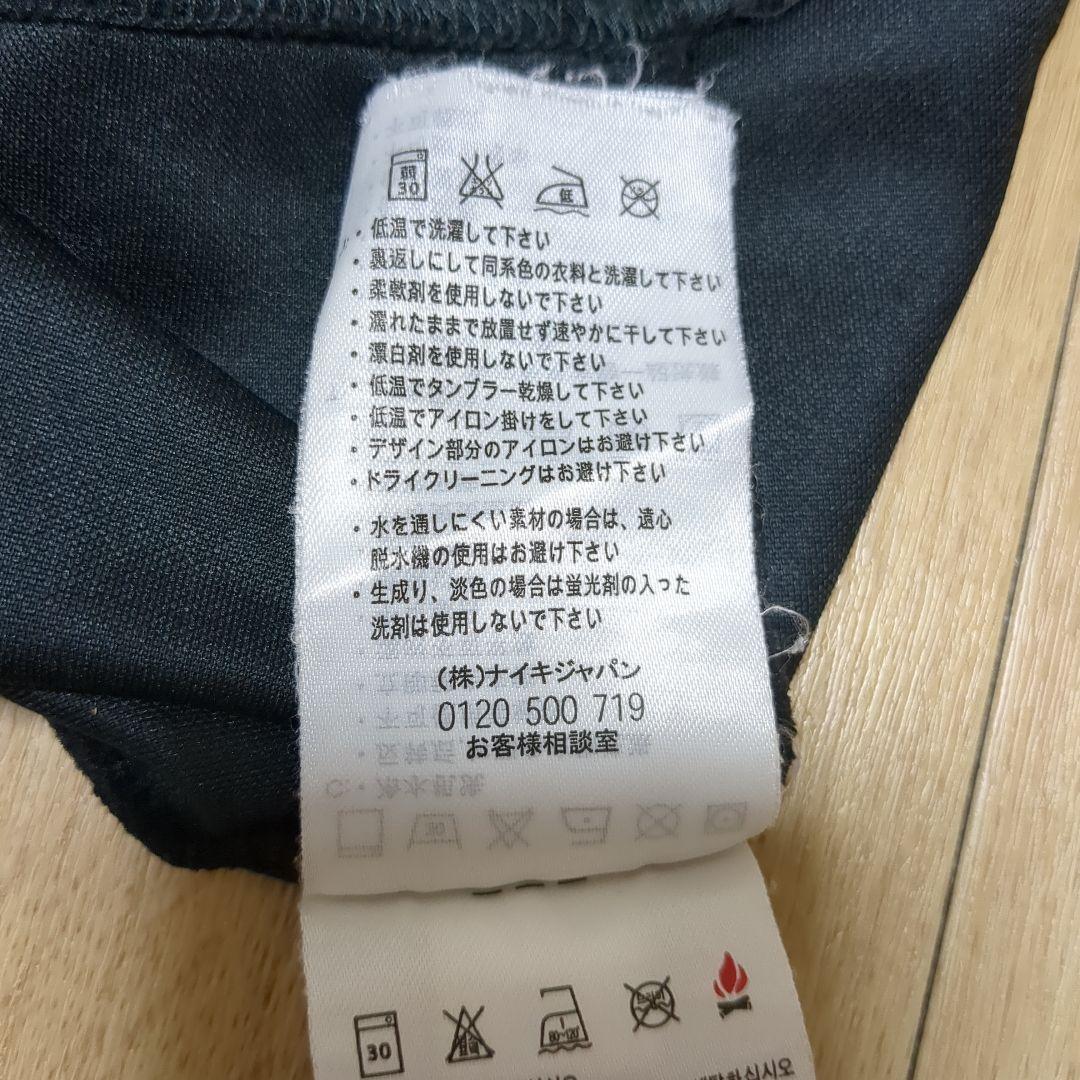 弱
30
低
・低温で洗濯して下さい
・裏返しにして同系色の衣料と洗濯して下さい
・柔軟剤を使用しないで下さい
・濡れたままで放置せず速やかに干して下さい
・漂白剤を使用しないで下さい
・低温でタンブラー乾燥して下さい
・低温でアイロン掛けをして下さい
・デザイン部分のアイロンはお避け下さい
・ドライクリーニングはお避け下さい
・水を通しにくい素材の場合は、遠心
脱水機の使用はお避け下さい
・生成り、淡色の場合は蛍光剤の入った
洗剤は使用しないで下さい
(株)ナイキジャパン
0120 500 719
お客様相談室
30
1
80~120°